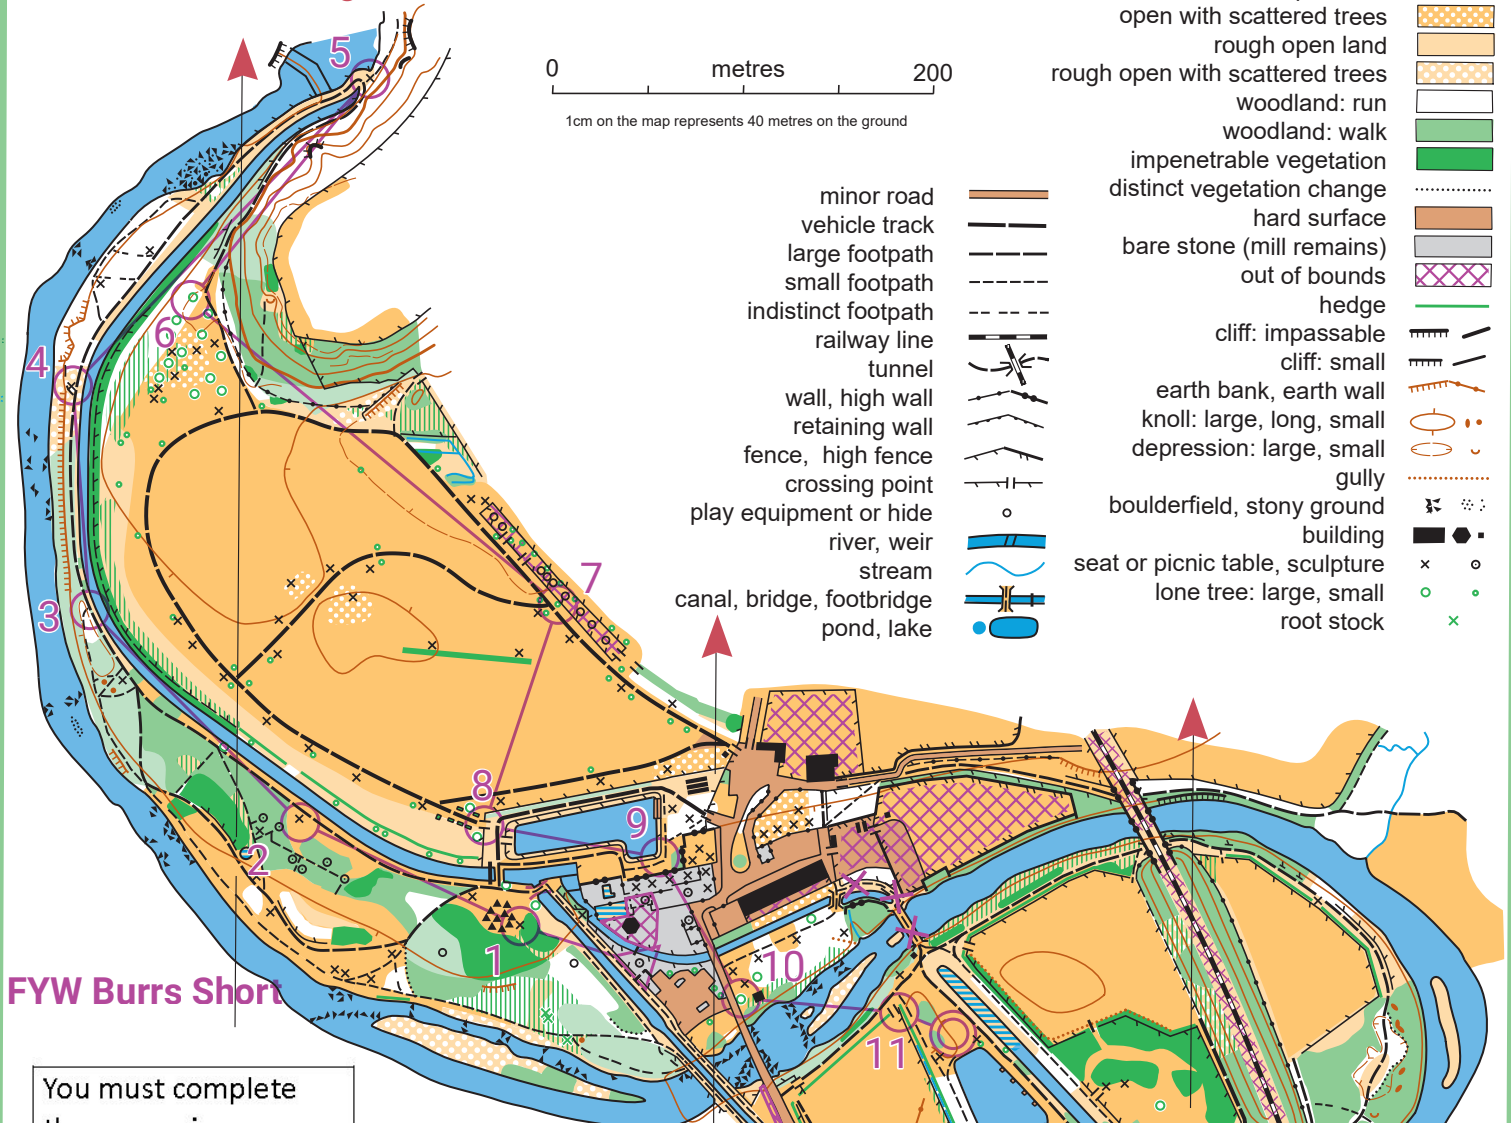 0 metres 200
1cm on the map represents 40 metres on the ground
minor road
vehicle track
large footpath
small footpath
indistinct footpath
railway line
tunnel
wall, high wall
retaining wall
fence, high fence
crossing point
play equipment or hide
river, weir
stream
canal, bridge, footbridge
pond, lake
open with scattered trees
rough open land
rough open with scattered trees
woodland: run
woodland: walk
impenetrable vegetation
distinct vegetation change
hard surface
bare stone (mill remains)
out of bounds
hedge
cliff: impassable
cliff: small
earth bank, earth wall
knoll: large, long, small
depression: large, small
gully
boulderfield, stony ground
building
seat or picnic table, sculpture
lone tree: large, small
root stock
5
6
4
7
3
8
9
2
1
10
11
FYW Burrs Short
You must complete